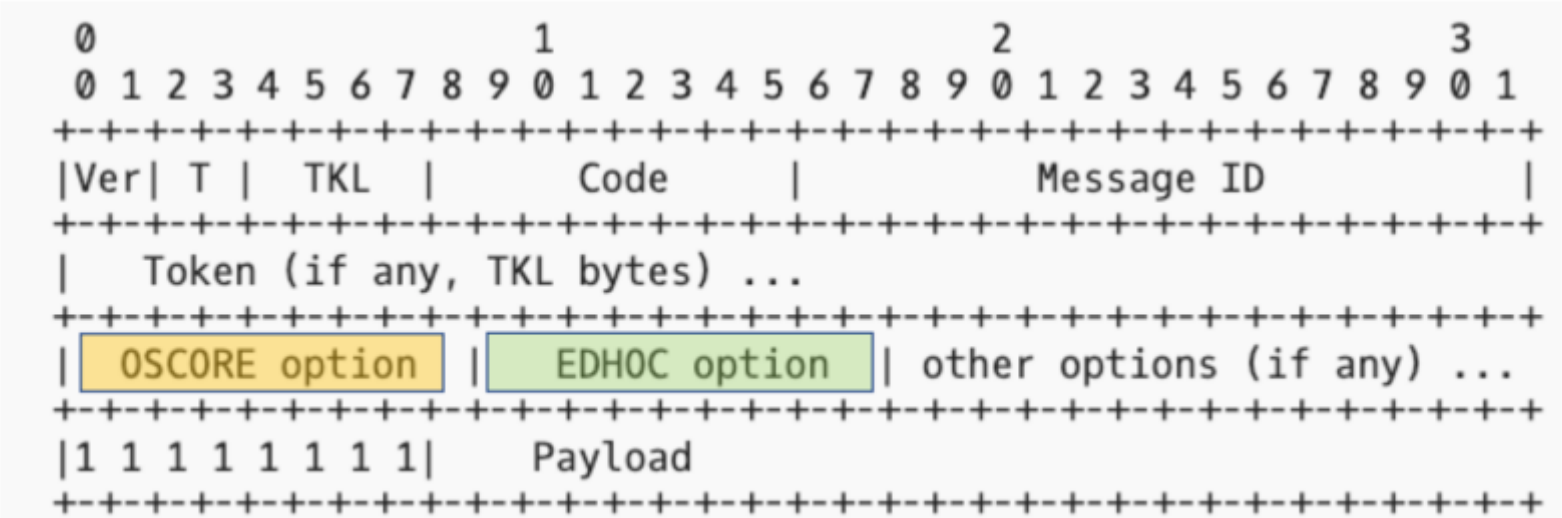 0 1 2 3
0 1 2 3 4 5 6 7 8 9 0 1 2 3 4 5 6 7 8 9 0 1 2 3 4 5 6 7 8 9 0 1
+-+-+-+-+-+-+-+-+-+-+-+-+-+-+-+-+-+-+-+-+-+-+-+-+-+-+-+-+-+-+-+-+
|Ver| T | TKL | Code | Message ID |
+-+-+-+-+-+-+-+-+-+-+-+-+-+-+-+-+-+-+-+-+-+-+-+-+-+-+-+-+-+-+-+-+
| Token (if any, TKL bytes) ...
+-+-+-+-+-+-+-+-+-+-+-+-+-+-+-+-+-+-+-+-+-+-+-+-+-+-+-+-+-+-+-+-+
| OSCORE option | EDHOC option | other options (if any) ...
+-+-+-+-+-+-+-+-+-+-+-+-+-+-+-+-+-+-+-+-+-+-+-+-+-+-+-+-+-+-+-+-+
|1 1 1 1 1 1 1 1| Payload
+-+-+-+-+-+-+-+-+-+-+-+-+-+-+-+-+-+-+-+-+-+-+-+-+-+-+-+-+-+-+-+-+